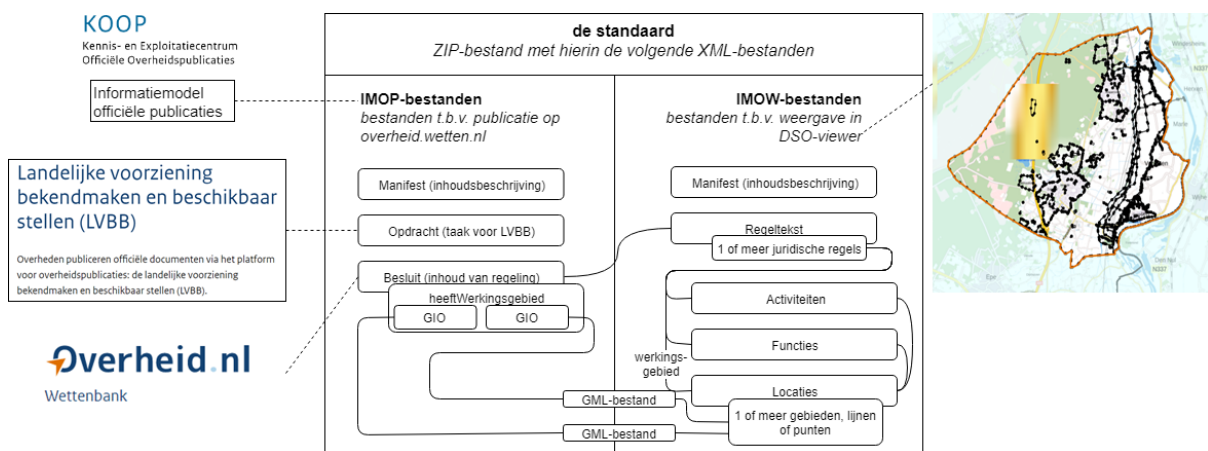 KOOP
Kennis- en Exploitatiecentrum
Officiële Overheidspublicaties
Informatiemodel
officiële publicaties
Landelijke voorziening
bekendmaken en beschikbaar
stellen (LVBB)
Overheden publiceren officiële documenten via het platform
voor overheidspublicaties: de landelijke voorziening
bekendmaken en beschikbaar stellen (LVBB).
Overheid.nl
Wettenbank
de standaard
ZIP-bestand met hierin de volgende XML-bestanden
IMOP-bestanden
bestanden t.b.v. publicatie op
overheid.wetten.nl
Manifest (inhoudsbeschrijving)
Opdracht (taak voor LVBB)
Besluit (inhoud van regeling)
heeftWerkingsgebied
GIO
GIO
GML-bestand
GML-bestand
IMOW-bestanden
bestanden t.b.v. weergave in
DSO-viewer
Manifest (inhoudsbeschrijving)
Regeltekst
1 of meer juridische regels
Activiteiten
Functies
werkings-
gebied
Locaties
1 of meer gebieden, lijnen
of punten
N337
N337
Epe